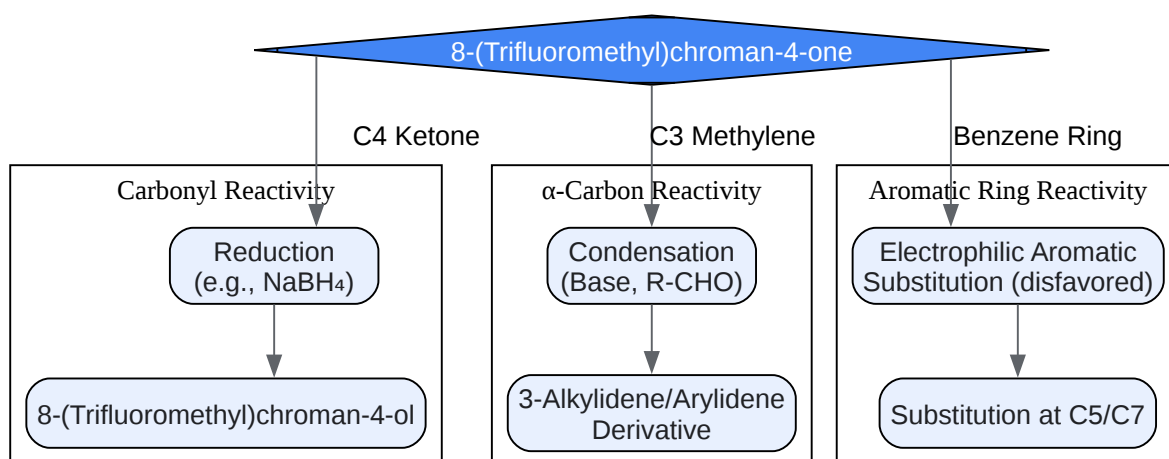 8-(Trifluoromethyl)chroman-4-one
C4 Ketone
C3 Methylene
Benzene Ring
Carbonyl Reactivity
α-Carbon Reactivity
Aromatic Ring Reactivity
Reduction
(e.g., NaBH₄)
Condensation
(Base, R-CHO)
Electrophilic Aromatic
Substitution (disfavored)
8-(Trifluoromethyl)chroman-4-ol
3-Alkylidene/Arylidene
Derivative
Substitution at C5/C7